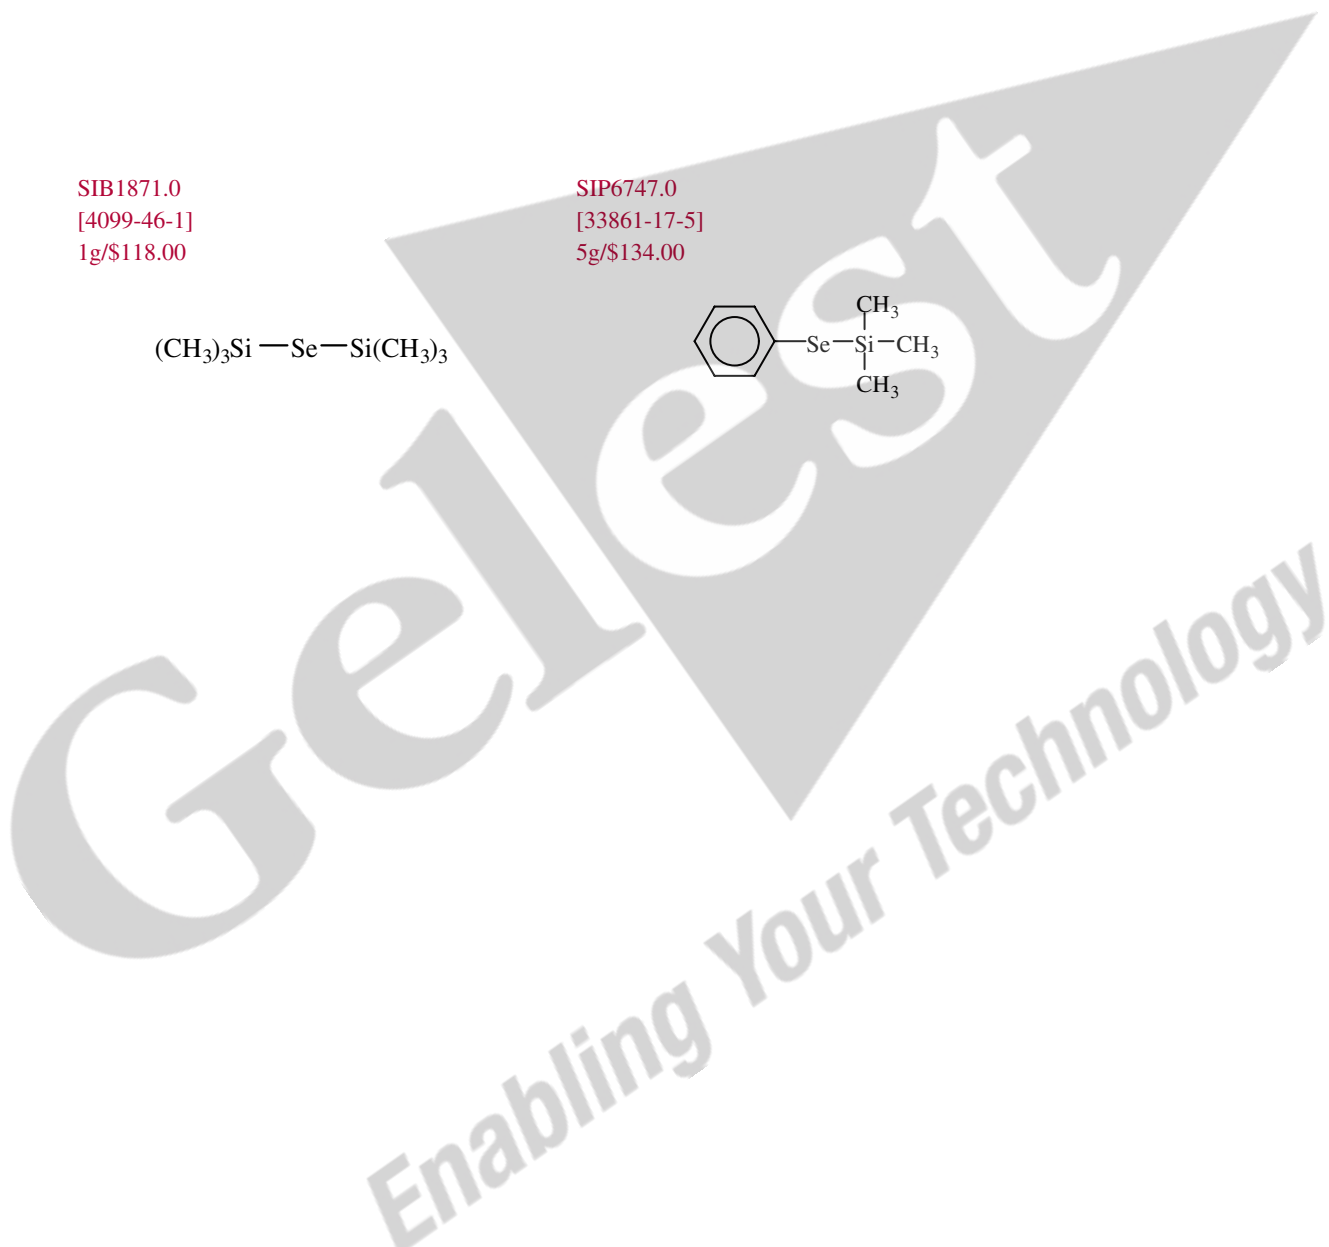 SIB1871.0
[4099-46-1]
1g/$118.00
(CH₃)₃Si — Se — Si(CH₃)₃
SIP6747.0
[33861-17-5]
5g/$134.00
CH₃
Se—Si—CH₃
CH₃
Gelest
Enabling Your Technology